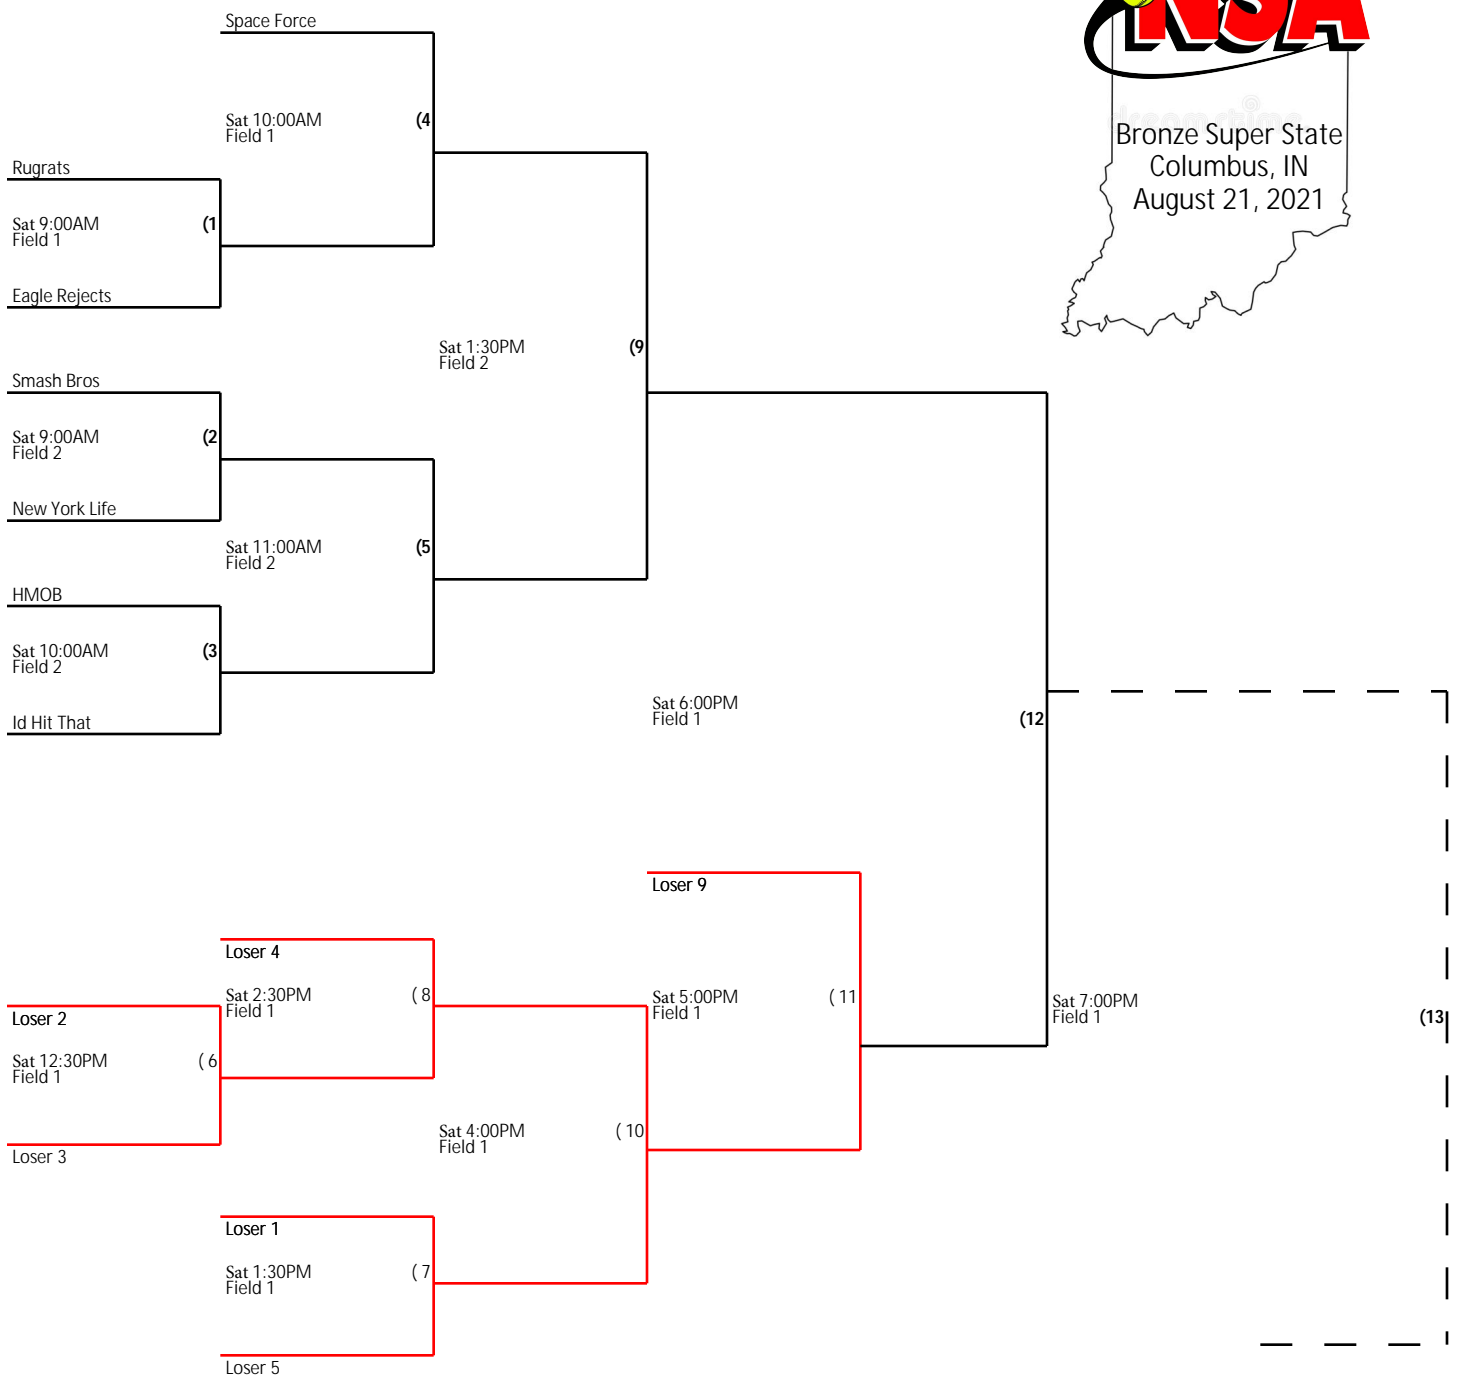 Space Force
NSA
Sat 10:00AM
Field 1
(4
dreamstime
Bronze Super State
Columbus, IN
August 21, 2021
Rugrats
Sat 9:00AM
Field 1
(1
Eagle Rejects
Sat 1:30PM
Field 2
(9
Smash Bros
Sat 9:00AM
Field 2
(2
New York Life
Sat 11:00AM
Field 2
(5
HMOB
Sat 10:00AM
Field 2
(3
Id Hit That
Sat 6:00PM
Field 1
(12
Loser 9
Loser 4
Sat 2:30PM
Field 1
( 8
Sat 5:00PM
Field 1
( 11
Sat 7:00PM
Field 1
(13
Loser 2
Sat 12:30PM
Field 1
( 6
Loser 3
Sat 4:00PM
Field 1
( 10
Loser 1
Sat 1:30PM
Field 1
( 7
Loser 5